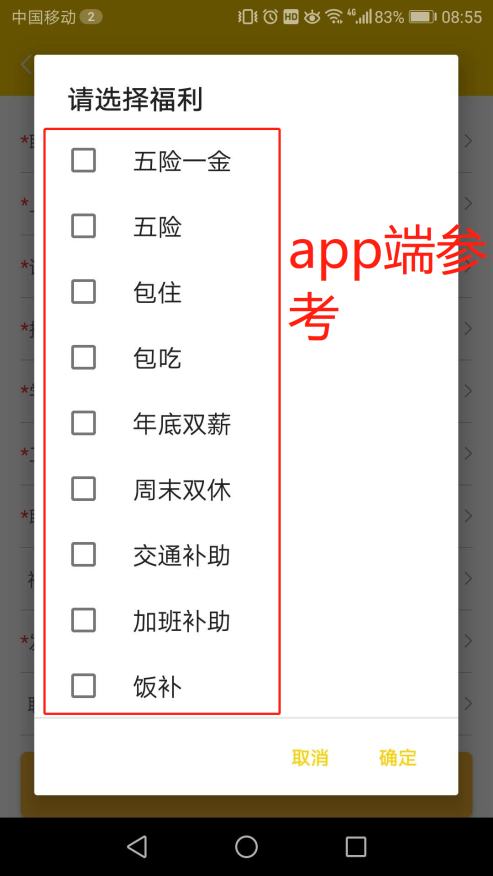 中国移动 2 HD 4G 83% 08:55
请选择福利
五险一金
五险
包住
app端参
考
包吃
年底双薪
周末双休
交通补助
加班补助
饭补
取消 确定